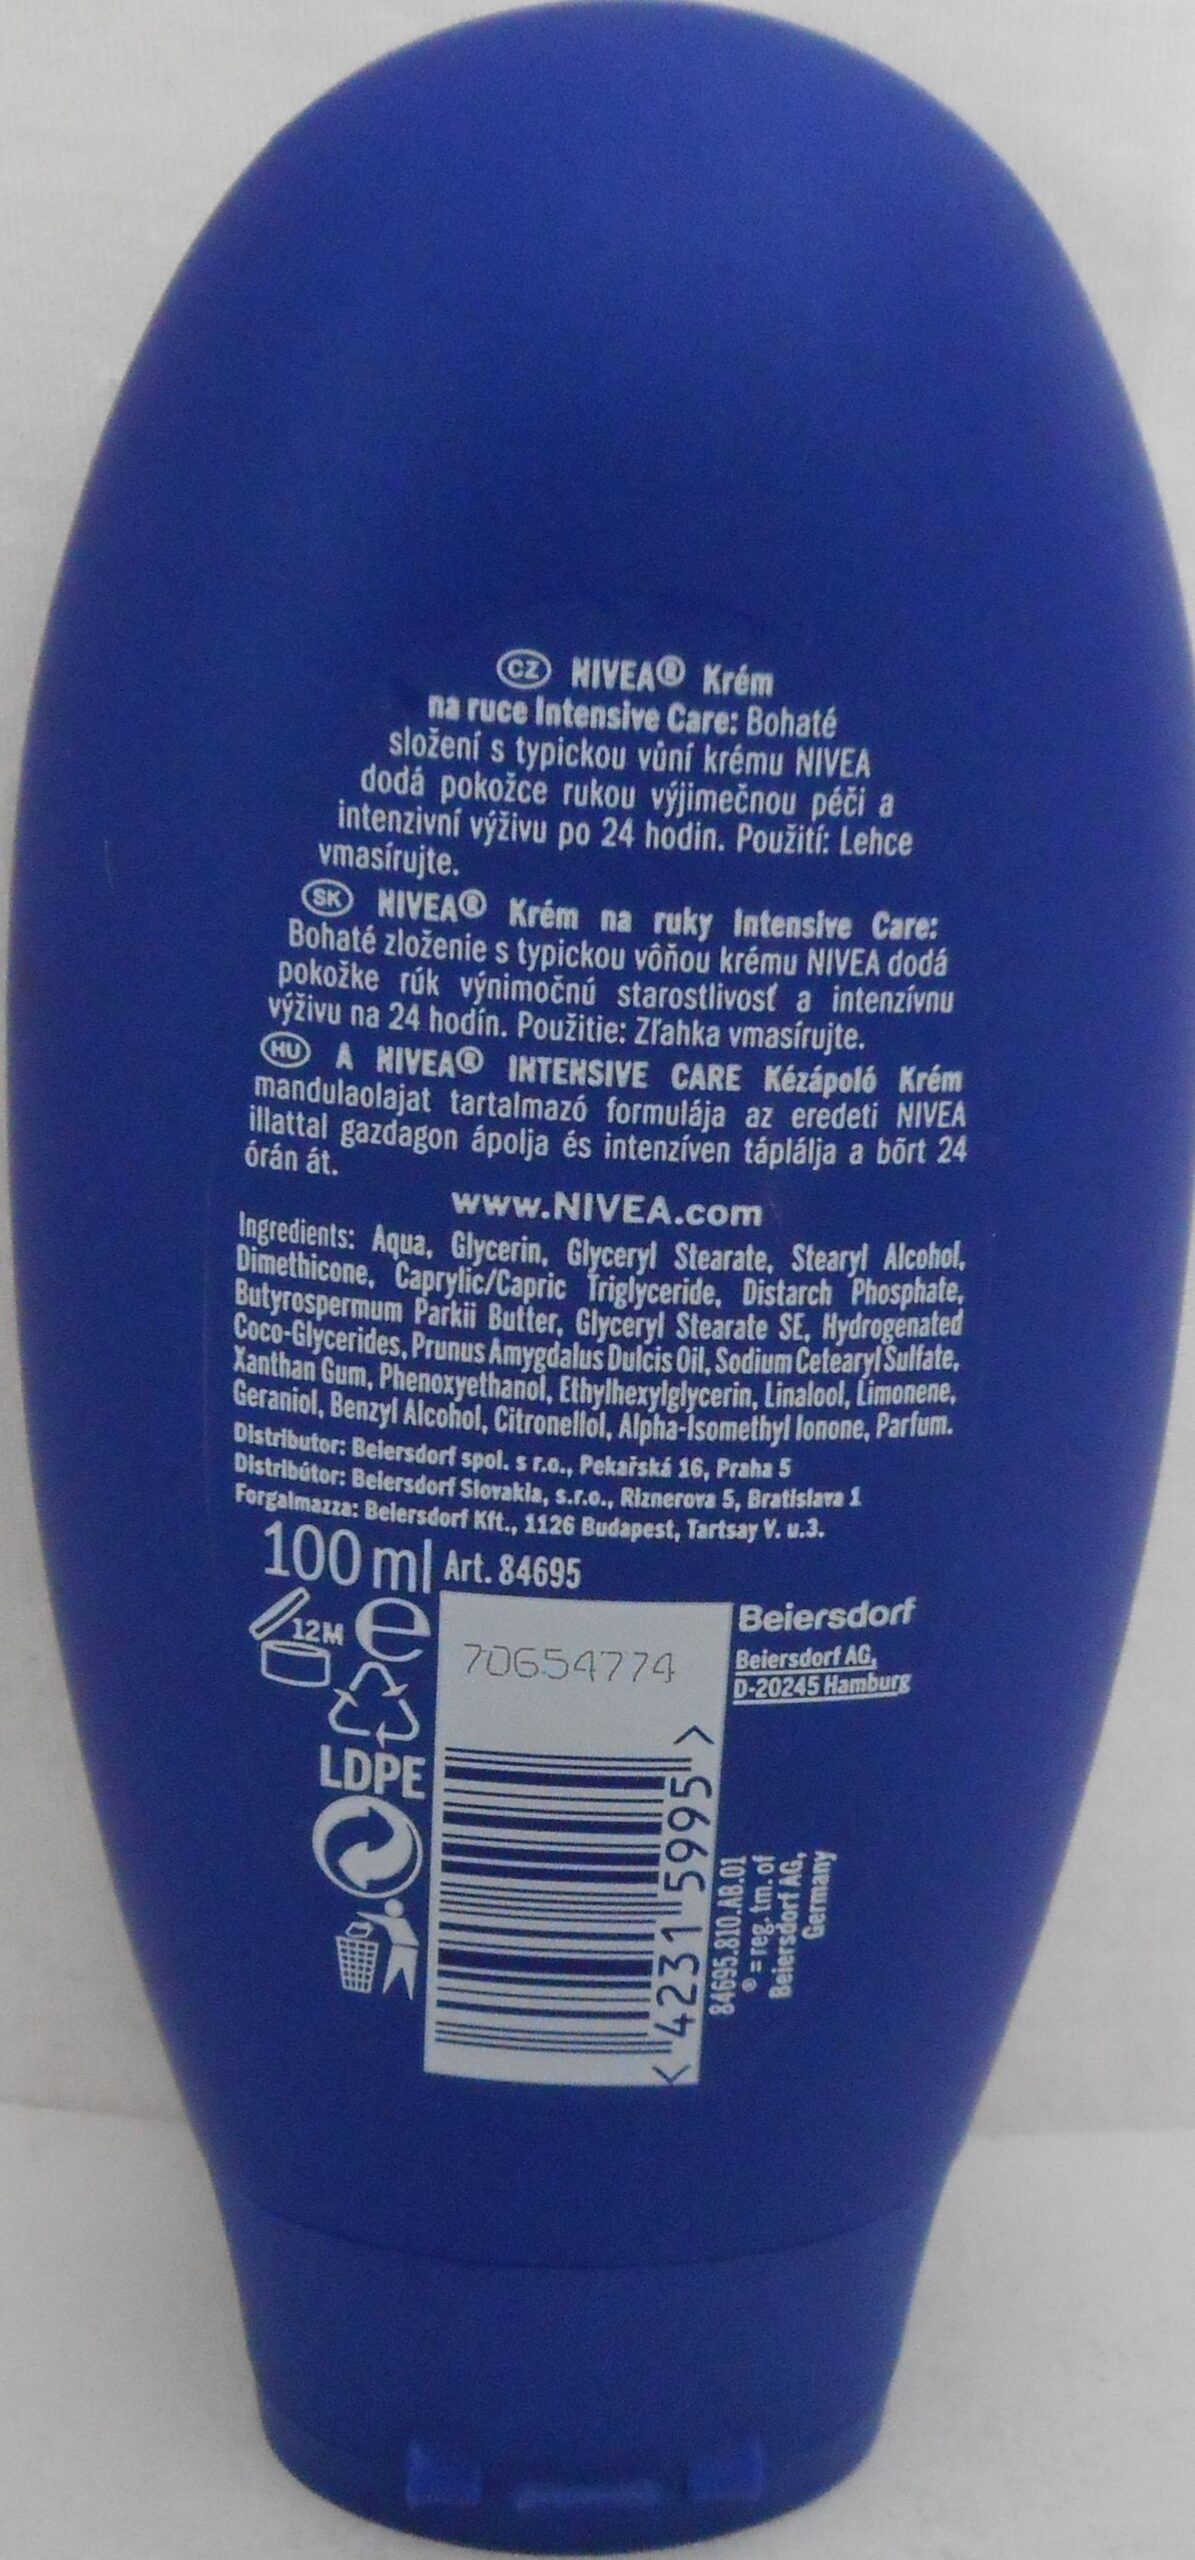 CZ NIVEA® Krém
na ruce Intensive Care: Bohaté
složení s typickou vůní krému NIVEA
dodá pokožce rukou výjimečnou péči a
intenzivní výživu po 24 hodin. Použití: Lehce
vmasírujte.
SK NIVEA® Krém na ruky Intensive Care:
Bohaté zloženie s typickou vôňou krému NIVEA dodá
pokožke rúk výnimočnú starostlivosť a intenzívnu
výživu na 24 hodín. Použitie: Zľahka vmasírujte.
HU A NIVEA® INTENSIVE CARE Kézápoló Krém
mandulaolajat tartalmazó formulája az eredeti NIVEA
illattal gazdagon ápolja és intenzíven táplálja a bőrt 24
órán át.
www.NIVEA.com
Ingredients: Aqua, Glycerin, Glyceryl Stearate, Stearyl Alcohol,
Dimethicone, Caprylic/Capric Triglyceride, Distarch Phosphate,
Butyrospermum Parkii Butter, Glyceryl Stearate SE, Hydrogenated
Coco-Glycerides, Prunus Amygdalus Dulcis Oil, Sodium Cetearyl Sulfate,
Xanthan Gum, Phenoxyethanol, Ethylhexylglycerin, Linalool, Limonene,
Geraniol, Benzyl Alcohol, Citronellol, Alpha-Isomethyl Ionone, Parfum.
Distributor: Beiersdorf spol. s r.o., Pekařská 16, Praha 5
Distribútor: Beiersdorf Slovakia, s.r.o., Riznerova 5, Bratislava 1
Forgalmazza: Beiersdorf Kft., 1126 Budapest, Tartsay V. u.3.
100 ml Art. 84695
12M e
70654774
Beiersdorf
Beiersdorf AG,
D-20245 Hamburg
LDPE
< 4231 5995 >
84695.810.AB.01
® = reg. tm. of
Beiersdorf AG,
Germany